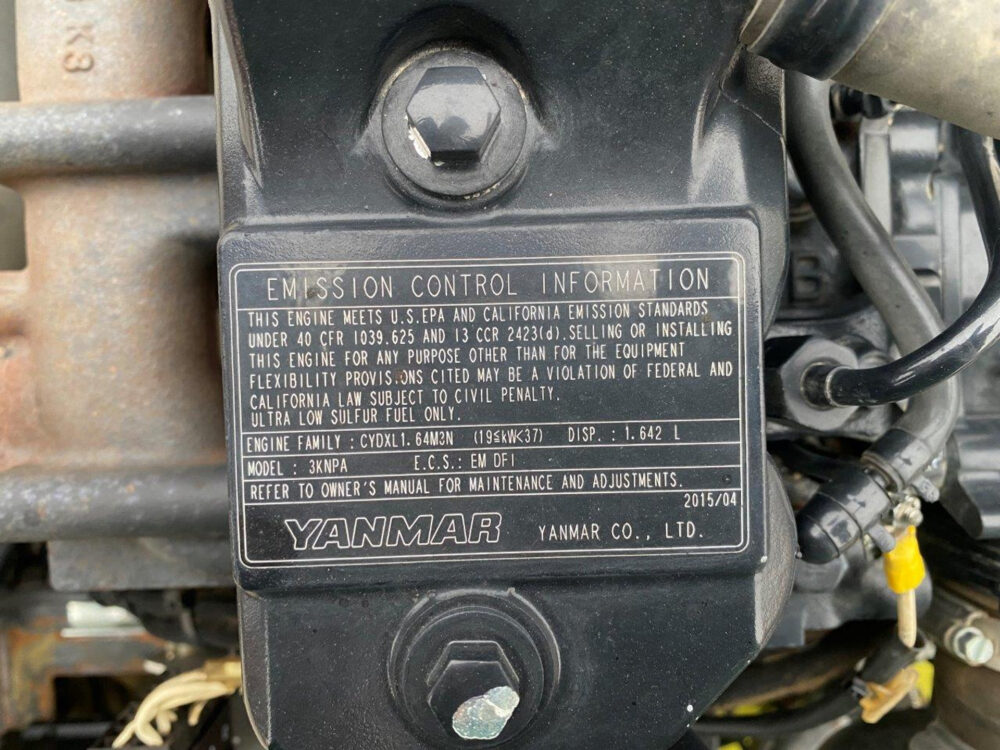 K3
EMISSION CONTROL INFORMATION
THIS ENGINE MEETS U.S.EPA AND CALIFORNIA EMISSION STANDARDS
UNDER 40 CFR 1039.625 AND 13 CCR 2423(d).SELLING OR INSTALLING
THIS ENGINE FOR ANY PURPOSE OTHER THAN FOR THE EQUIPMENT
FLEXIBILITY PROVISIONS CITED MAY BE A VIOLATION OF FEDERAL AND
CALIFORNIA LAW SUBJECT TO CIVIL PENALTY.
ULTRA LOW SULFUR FUEL ONLY.
ENGINE FAMILY : CYDXL1.64M3N (19≤kW<37) DISP. : 1.642 L
MODEL : 3KNPA E.C.S.: EM DFI
REFER TO OWNER'S MANUAL FOR MAINTENANCE AND ADJUSTMENTS.
2015/04
YANMAR YANMAR CO., LTD.